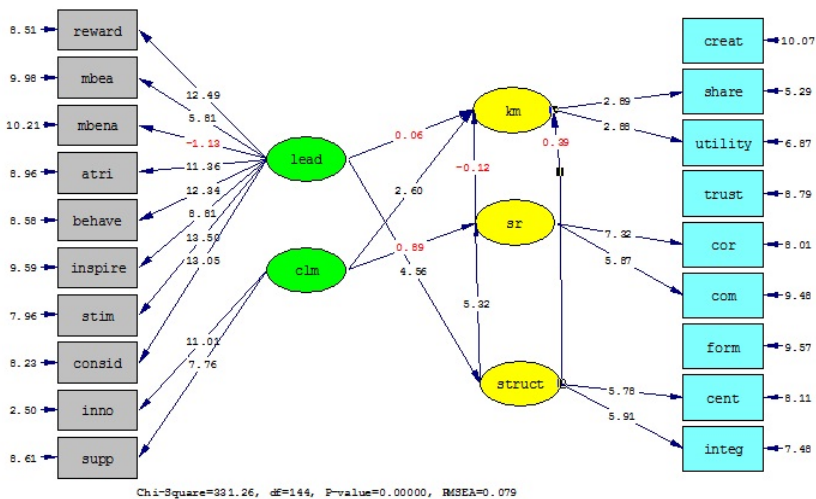 8.51 reward
9.98 mbea
10.21 mbena
8.96 atri
8.58 behave
9.59 inspire
7.96 stim
8.23 consid
2.50 inno
8.61 supp
12.49
5.81
-1.13
11.36
12.34
8.81
13.50
13.05
11.01
7.76
lead
clm
0.06
2.60
0.89
4.56
-0.12
5.32
0.39
km
sr
struct
2.89
2.88
7.32
5.87
5.78
5.91
creat 10.07
share 5.29
utility 6.87
trust 8.79
cor 8.01
com 9.48
form 9.57
cent 8.11
integ 7.48
Chi-Square=331.26, df=144, P-value=0.00000, RMSEA=0.079